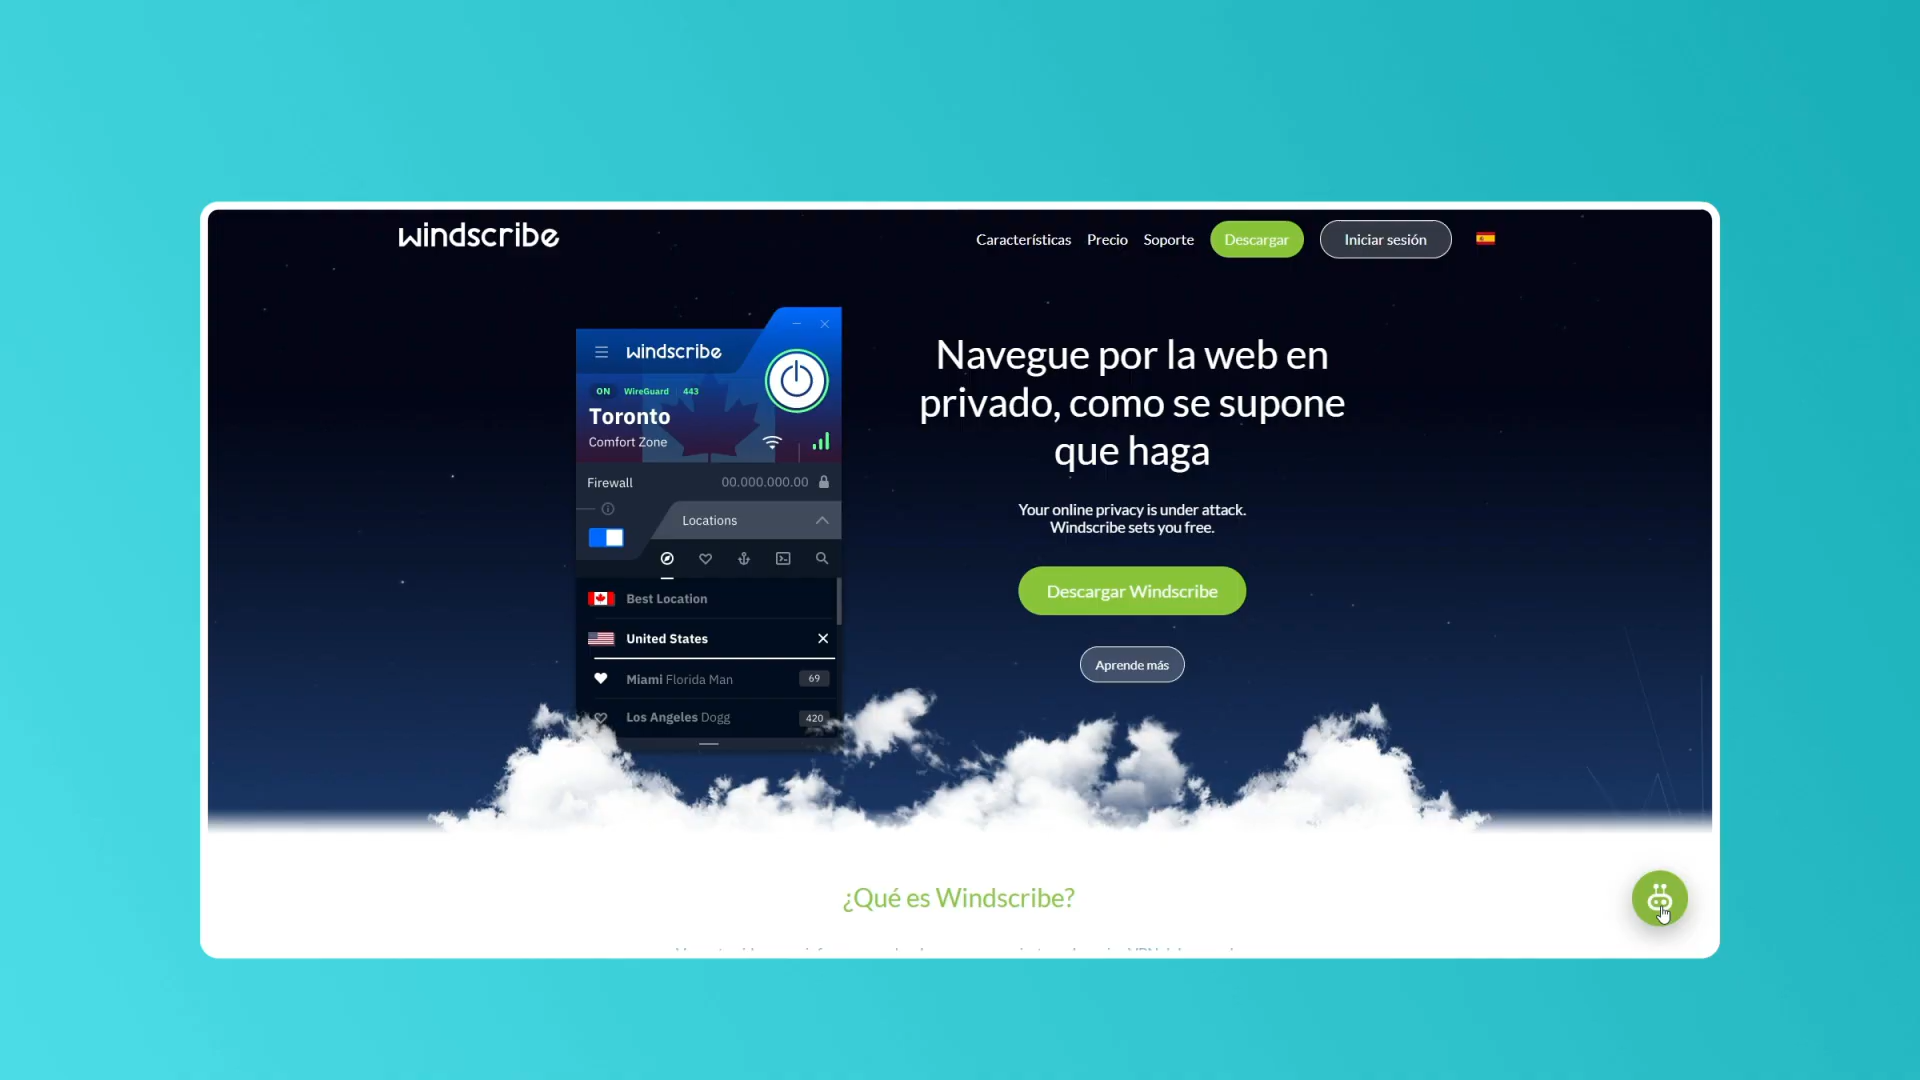 windscribe
Características Precio Soporte Descargar Iniciar sesión
windscribe
ON WireGuard 443
Toronto
Comfort Zone
Firewall 00.000.000.00
Locations
Best Location
United States
Miami Florida Man 69
Los Angeles Dogg 420
Navegue por la web en
privado, como se supone
que haga
Your online privacy is under attack.
Windscribe sets you free.
Descargar Windscribe
Aprende más
¿Qué es Windscribe?